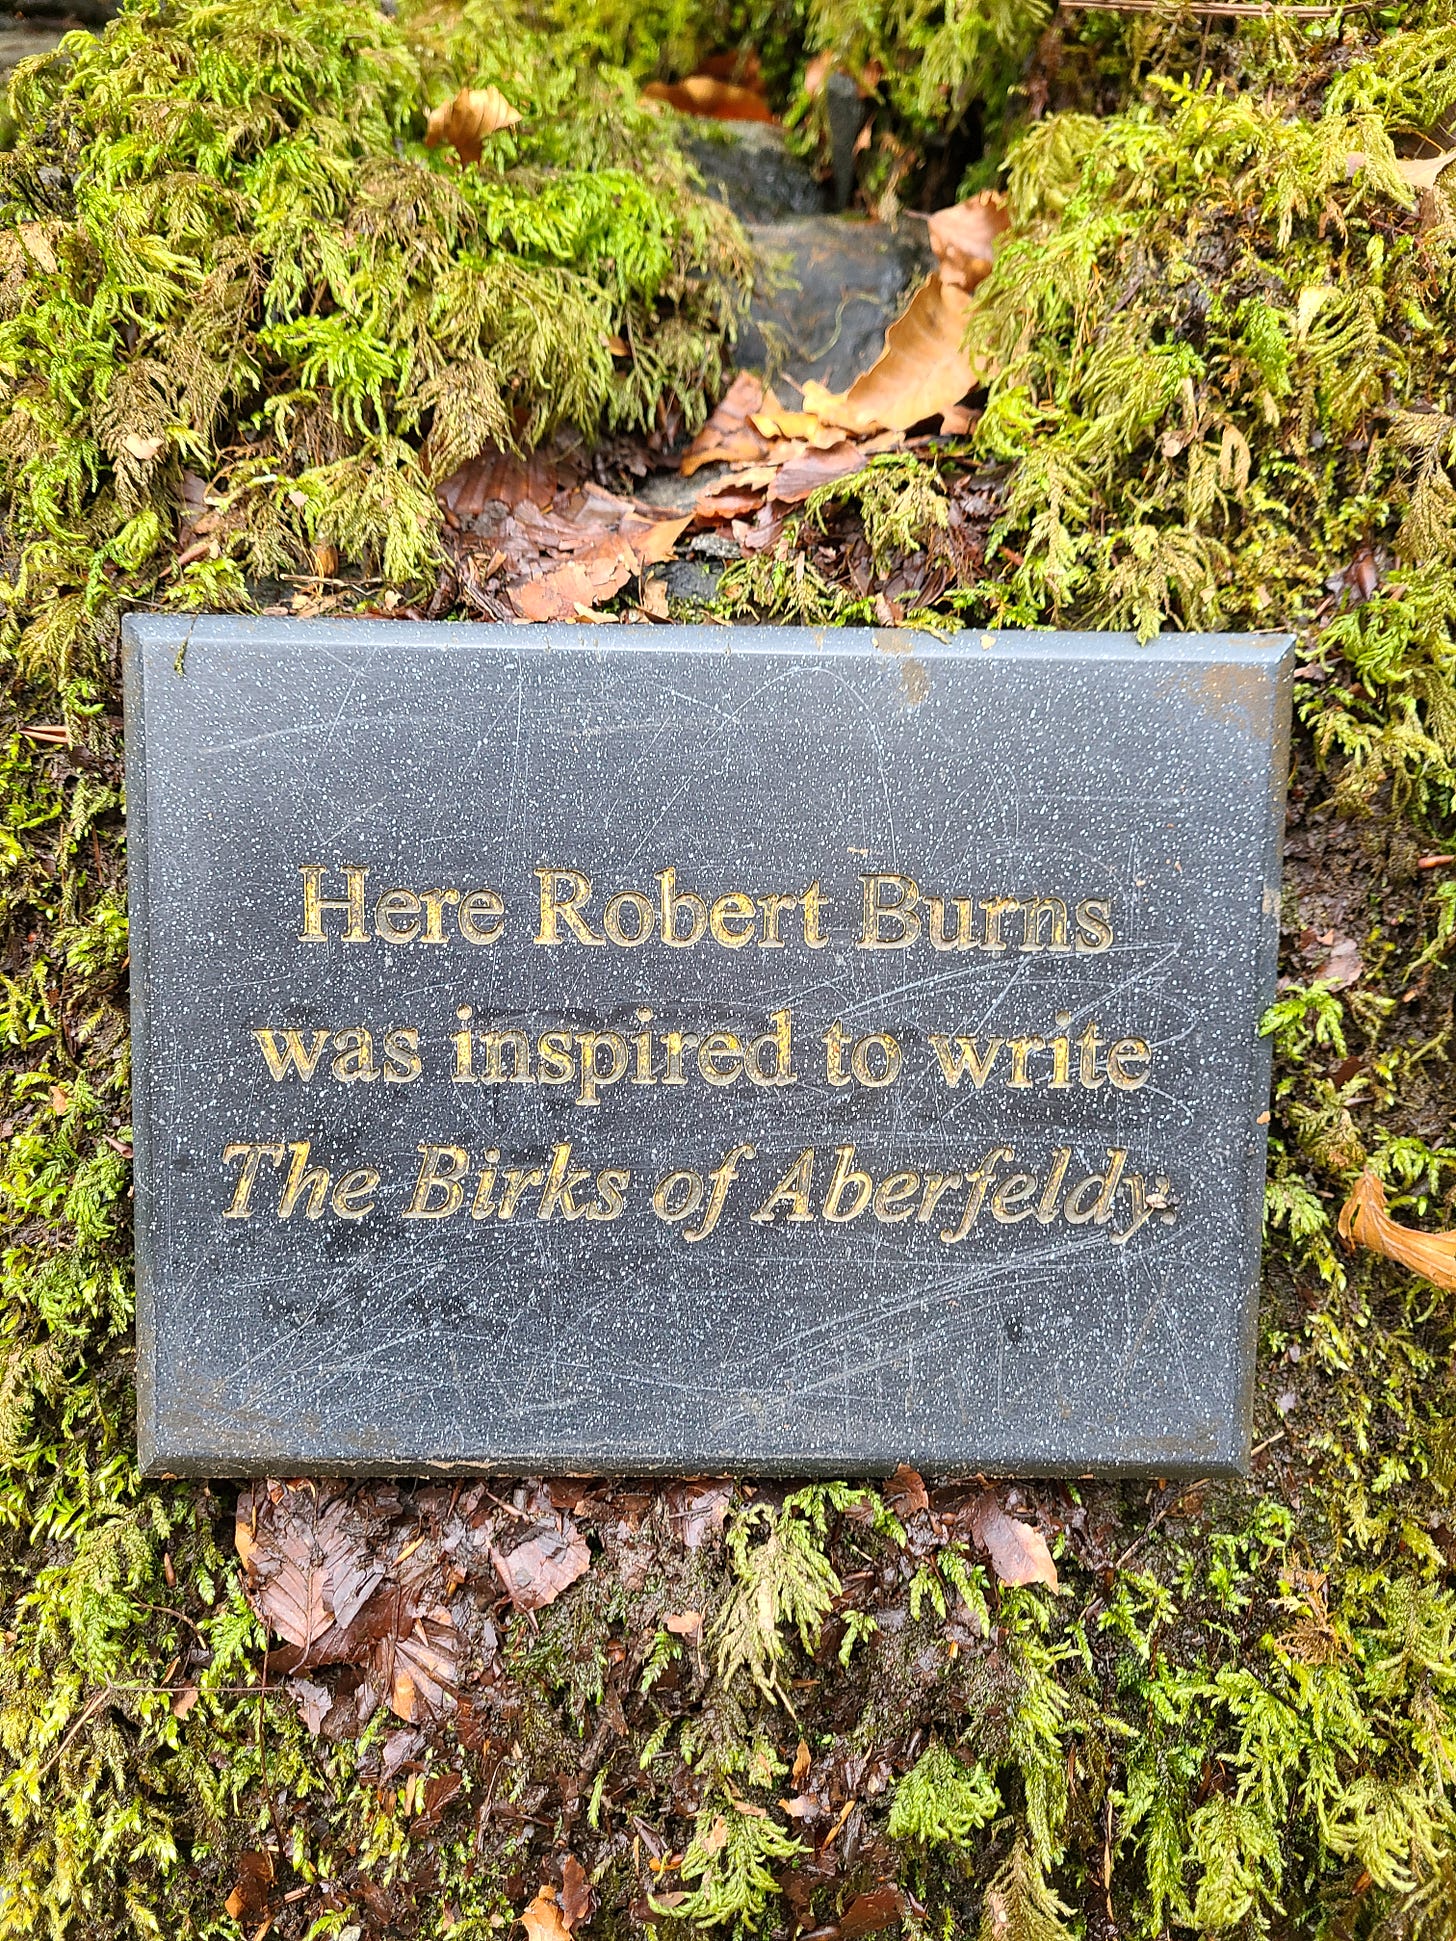 Here Robert Burns
was inspired to write
The Birks of Aberfeldy.